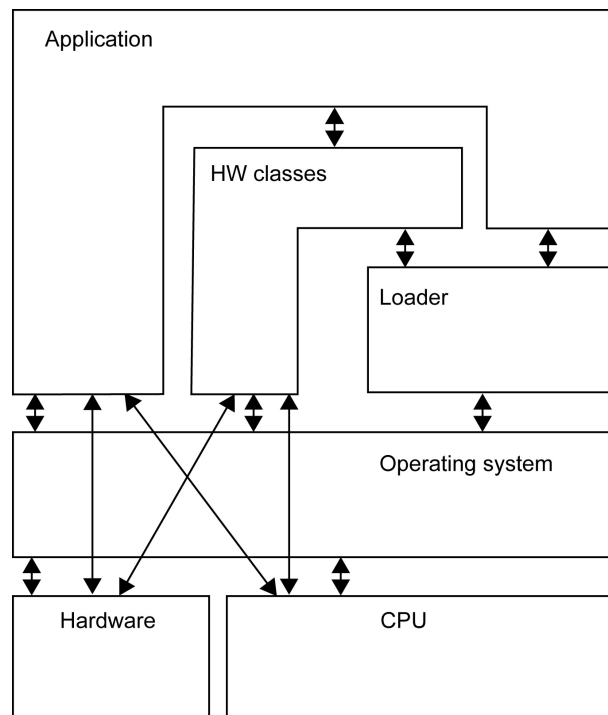 Application
HW classes
Loader
Operating system
Hardware
CPU